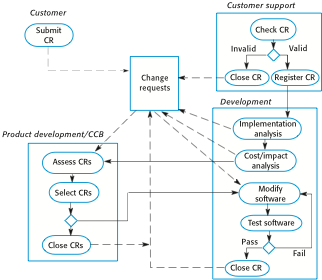 Customer
Submit
CR
Customer support
Check CR
Invalid
Valid
Close CR
Register CR
Change
requests
Development
Implementation
analysis
Cost/impact
analysis
Modify
software
Test software
Pass
Fail
Close CR
Product development/CCB
Assess CRs
Select CRs
Close CRs